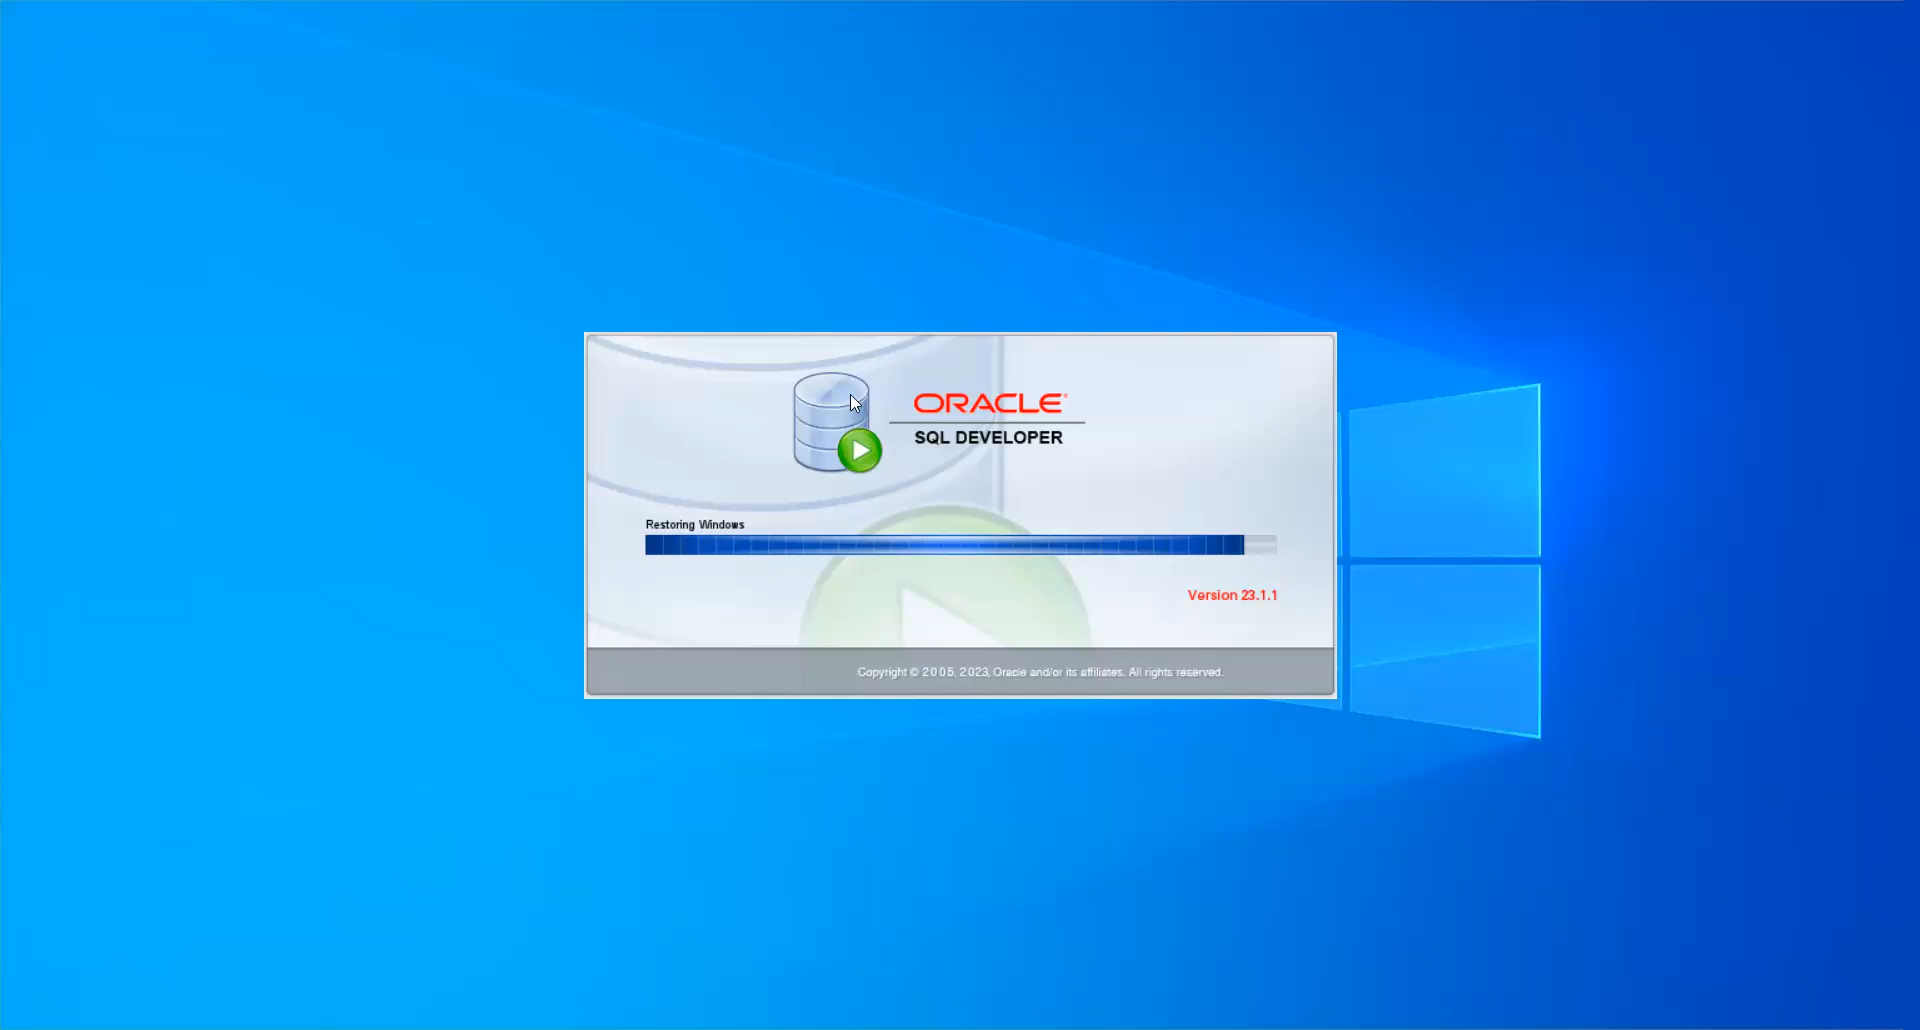 ORACLE
SQL DEVELOPER
Restoring Windows
Version 23.1.1
Copyright © 2005, 2023, Oracle and/or its affiliates. All rights reserved.